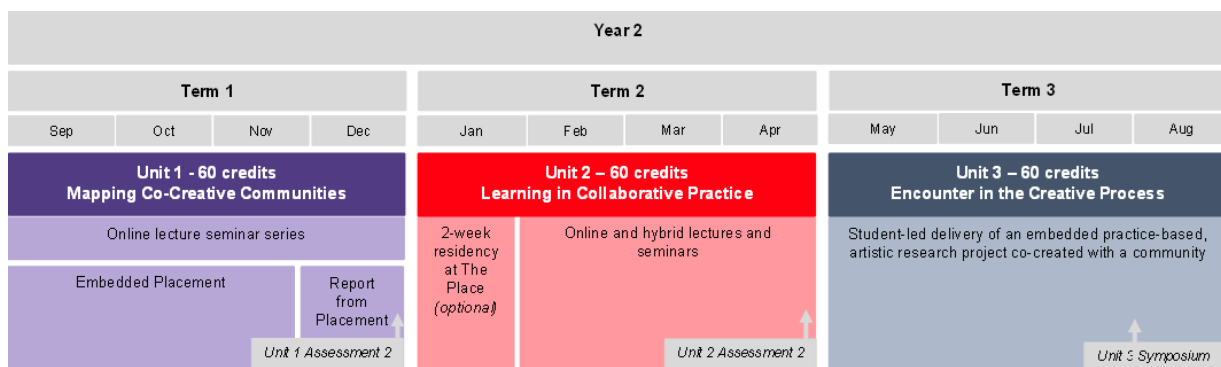 Year 2
Term 1
Term 2
Term 3
Sep
Oct
Nov
Dec
Jan
Feb
Mar
Apr
May
Jun
Jul
Aug
Unit 1 - 60 credits
Mapping Co-Creative Communities
Unit 2 – 60 credits
Learning in Collaborative Practice
Unit 3 – 60 credits
Encounter in the Creative Process
Online lecture seminar series
Embedded Placement
Report
from
Placement
Unit 1 Assessment 2
2-week
residency
at The
Place
(optional)
Online and hybrid lectures and
seminars
Unit 2 Assessment 2
Student-led delivery of an embedded practice-based,
artistic research project co-created with a community
Unit 3 Symposium